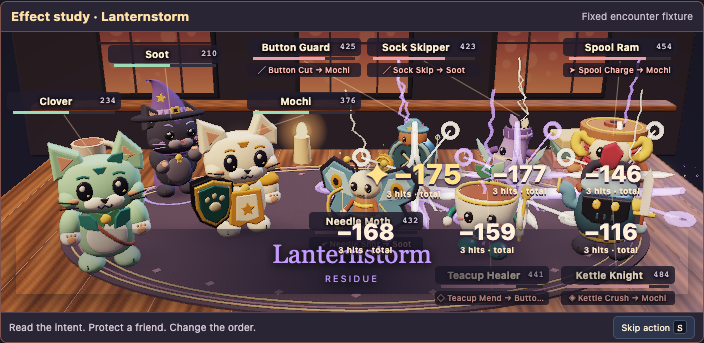 Effect study · Lanternstorm
Fixed encounter fixture
Soot 210
Button Guard 425
Button Cut → Mochi
Sock Skipper 423
Sock Skip → Soot
Spool Ram 454
Spool Charge → Mochi
Clover 234
Mochi 376
−175
3 hits · total
−177
3 hits · total
−146
3 hits · total
Needle Moth 432
−168
3 hits · total
−159
3 hits · total
−116
3 hits · total
Lanternstorm
RESIDUE
Teacup Healer 441
Teacup Mend → Butto...
Kettle Knight 484
Kettle Crush → Mochi
Read the intent. Protect a friend. Change the order.
Skip action S